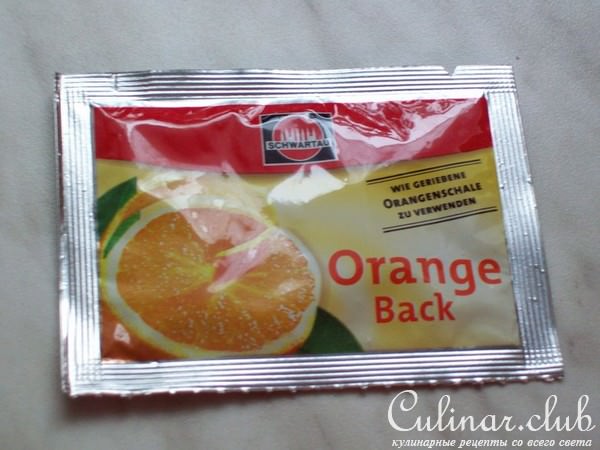 SCHWARTAU
WIE GERIEBENE
ORANGENSCHALE
ZU VERWENDEN
Orange
Back
Culinar.club
кулинарные рецепты со всего света